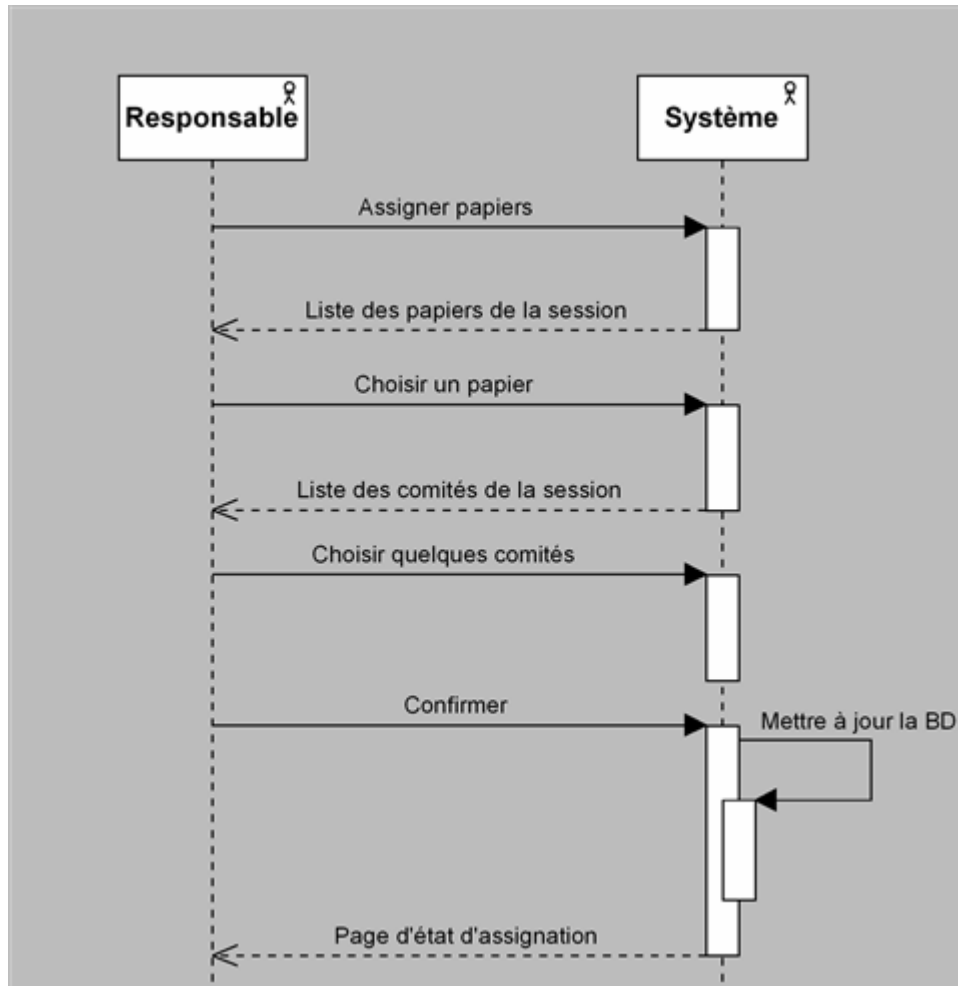 Responsable
Système
Assigner papiers
Liste des papiers de la session
Choisir un papier
Liste des comités de la session
Choisir quelques comités
Confirmer
Mettre à jour la BD
Page d'état d'assignation